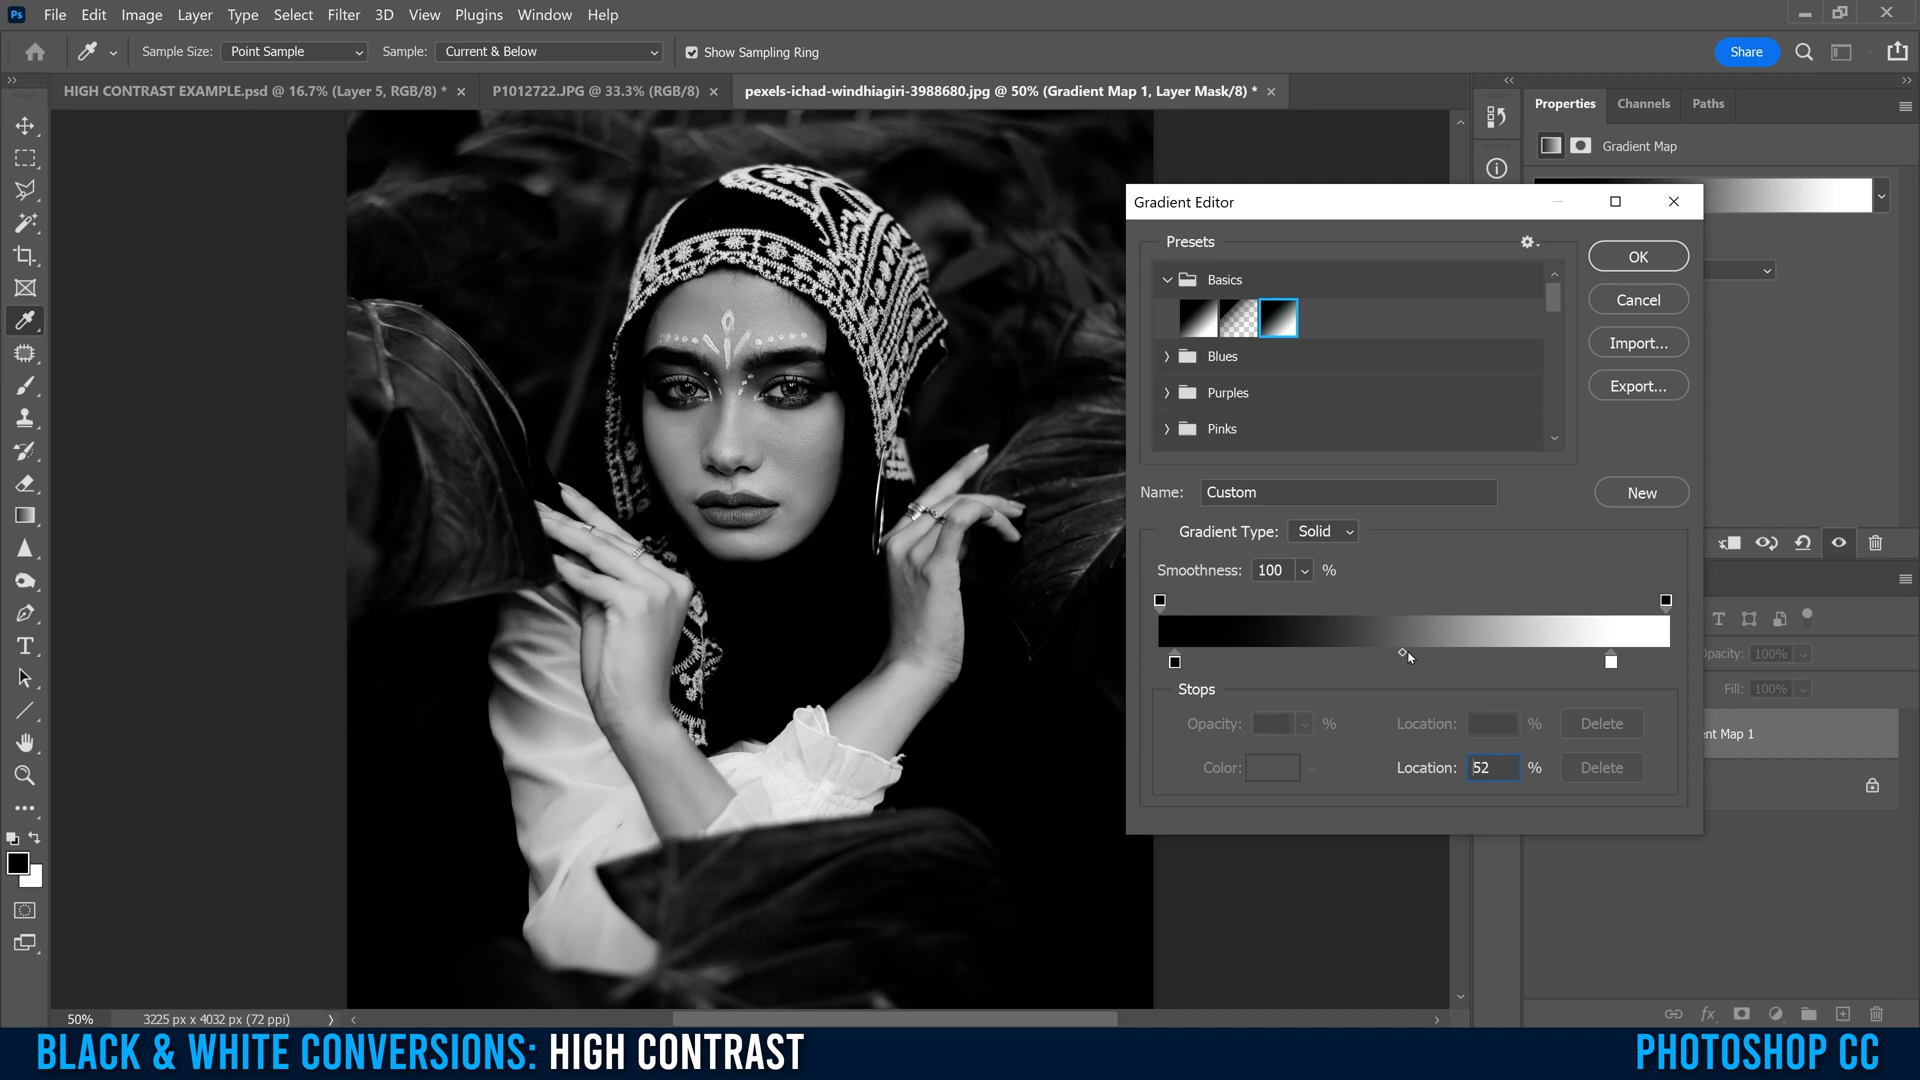 Ps File Edit Image Layer Type Select Filter 3D View Plugins Window Help
Sample Size: Point Sample Sample: Current & Below Show Sampling Ring Share
HIGH CONTRAST EXAMPLE.psd @ 16.7% (Layer 5, RGB/8) * × P1012722.JPG @ 33.3% (RGB/8) × pexels-ichad-windhiagiri-3988680.jpg @ 50% (Gradient Map 1, Layer Mask/8) * ×
Properties Channels Paths
Gradient Map
Gradient Editor
Presets
Basics
Blues
Purples
Pinks
OK
Cancel
Import...
Export...
Name: Custom New
Gradient Type: Solid
Smoothness: 100 %
Stops
Opacity: % Location: % Delete
Color: Location: 52 % Delete
T
pacity: 100%
Fill: 100%
nt Map 1
fx
50% 3225 px x 4032 px (72 ppi)
BLACK & WHITE CONVERSIONS: HIGH CONTRAST
PHOTOSHOP CC